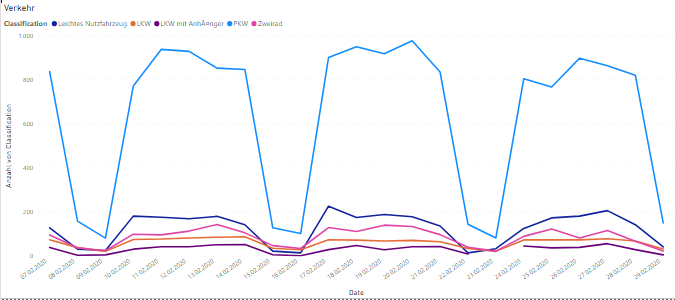 Verkehr
Classification Leichtes Nutzfahrzeug LKW LKW mit AnhÃ¤nger PKW Zweirad
1.000
800
600
400
200
0
Anzahl von Classification
07.02.2020 08.02.2020 09.02.2020 10.02.2020 11.02.2020 12.02.2020 13.02.2020 14.02.2020 15.02.2020 16.02.2020 17.02.2020 18.02.2020 19.02.2020 20.02.2020 21.02.2020 22.02.2020 23.02.2020 24.02.2020 25.02.2020 26.02.2020 27.02.2020 28.02.2020 29.02.2020
Date